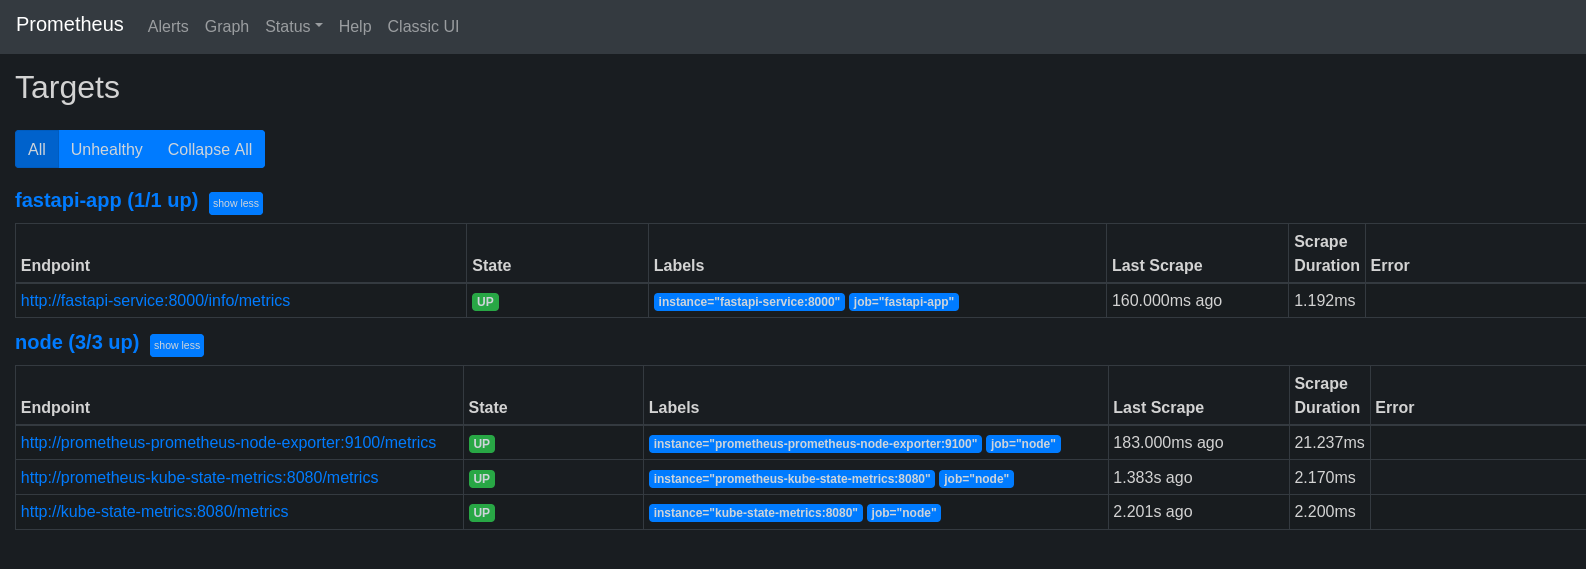 Prometheus Alerts Graph Status Help Classic UI
Targets
All Unhealthy Collapse All
fastapi-app (1/1 up) show less
Endpoint State Labels Last Scrape Scrape Duration Error
http://fastapi-service:8000/info/metrics UP instance="fastapi-service:8000" job="fastapi-app" 160.000ms ago 1.192ms
node (3/3 up) show less
Endpoint State Labels Last Scrape Scrape Duration Error
http://prometheus-prometheus-node-exporter:9100/metrics UP instance="prometheus-prometheus-node-exporter:9100" job="node" 183.000ms ago 21.237ms
http://prometheus-kube-state-metrics:8080/metrics UP instance="prometheus-kube-state-metrics:8080" job="node" 1.383s ago 2.170ms
http://kube-state-metrics:8080/metrics UP instance="kube-state-metrics:8080" job="node" 2.201s ago 2.200ms